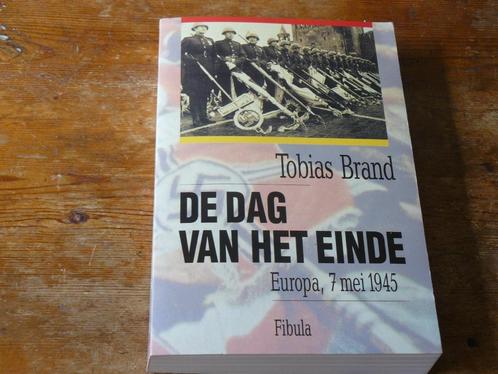 Tobias Brand
DE DAG
VAN HET EINDE
Europa, 7 mei 1945
Fibula